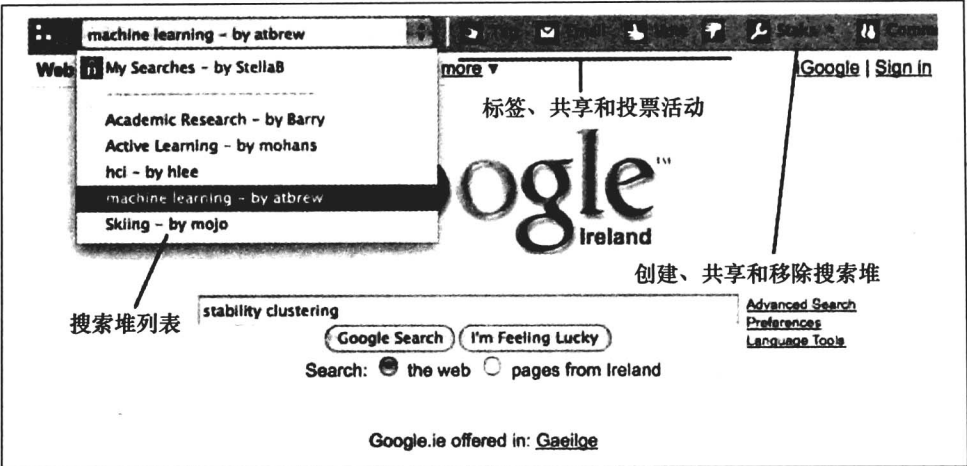 machine learning - by atbrew
Web
My Searches - by StellaB
more ▼
iGoogle | Sign in
标签、共享和投票活动
Academic Research - by Barry
Active Learning - by mohans
hci - by hlee
machine learning - by atbrew
Skiing - by mojo
ogle™
Ireland
创建、共享和移除搜索堆
搜索堆列表
stability clustering
Advanced Search
Preferences
Language Tools
Google Search
I'm Feeling Lucky
Search: the web pages from Ireland
Google.ie offered in: Gaeilge